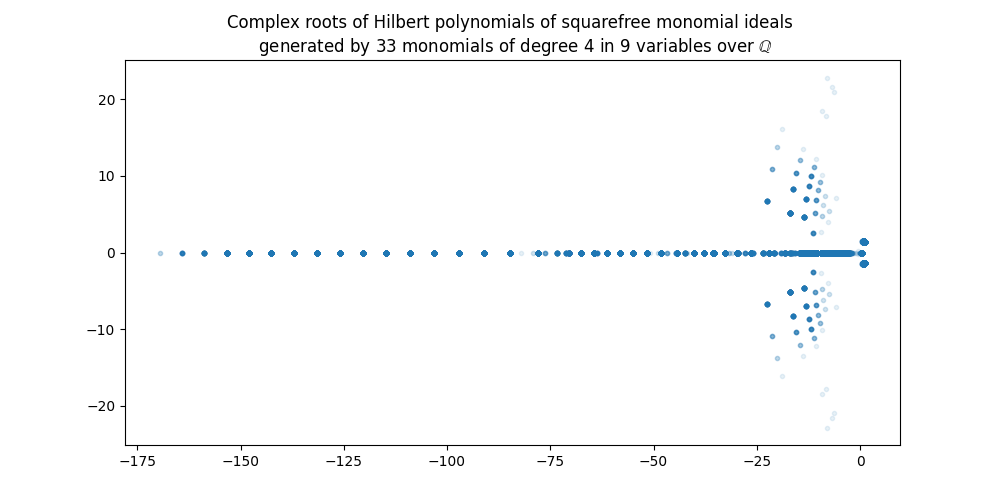 Complex roots of Hilbert polynomials of squarefree monomial ideals
generated by 33 monomials of degree 4 in 9 variables over ℚ
20
10
0
−10
−20
−175 −150 −125 −100 −75 −50 −25 0